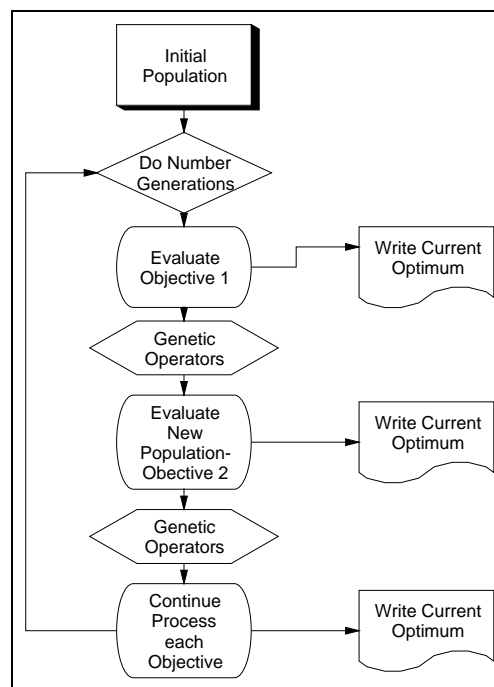 Initial
Population
Do Number
Generations
Evaluate
Objective 1
Write Current
Optimum
Genetic
Operators
Evaluate
New
Population-
Obective 2
Write Current
Optimum
Genetic
Operators
Continue
Process
each
Objective
Write Current
Optimum